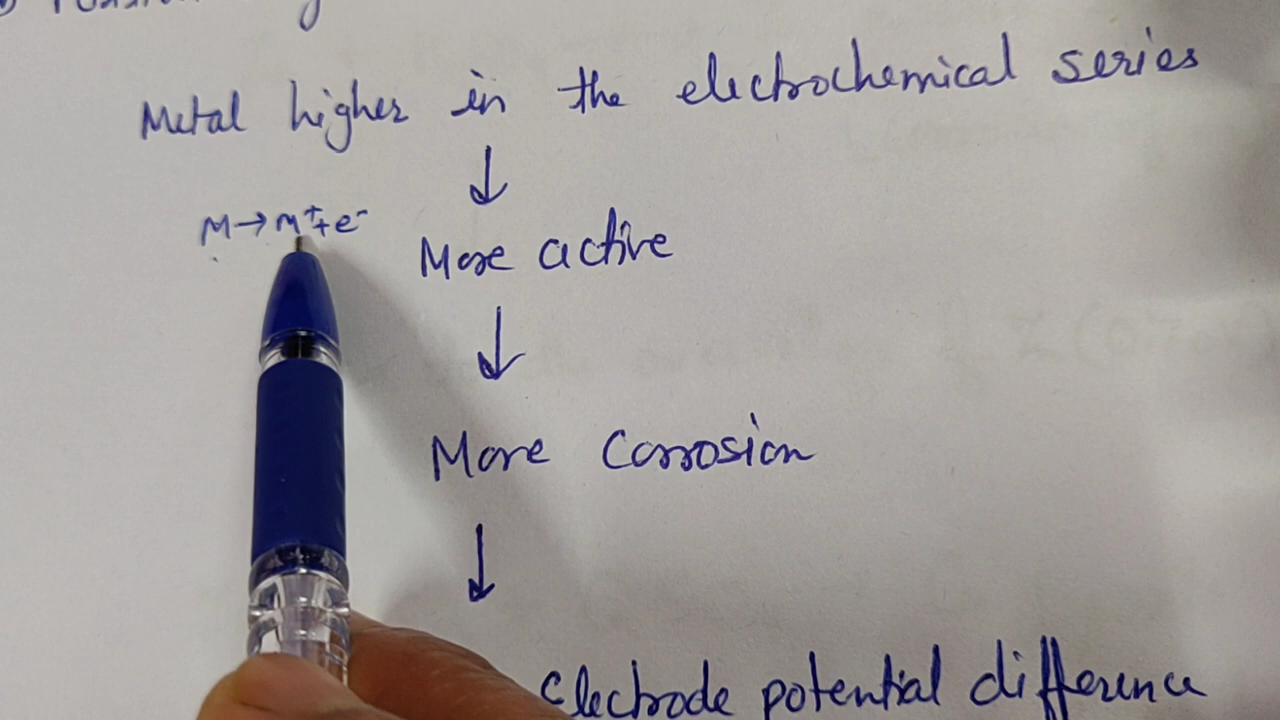 Metal higher in the electrochemical series
↓
M → M⁺ + e⁻
More active
↓
More Corrosion
↓
Electrode potential difference